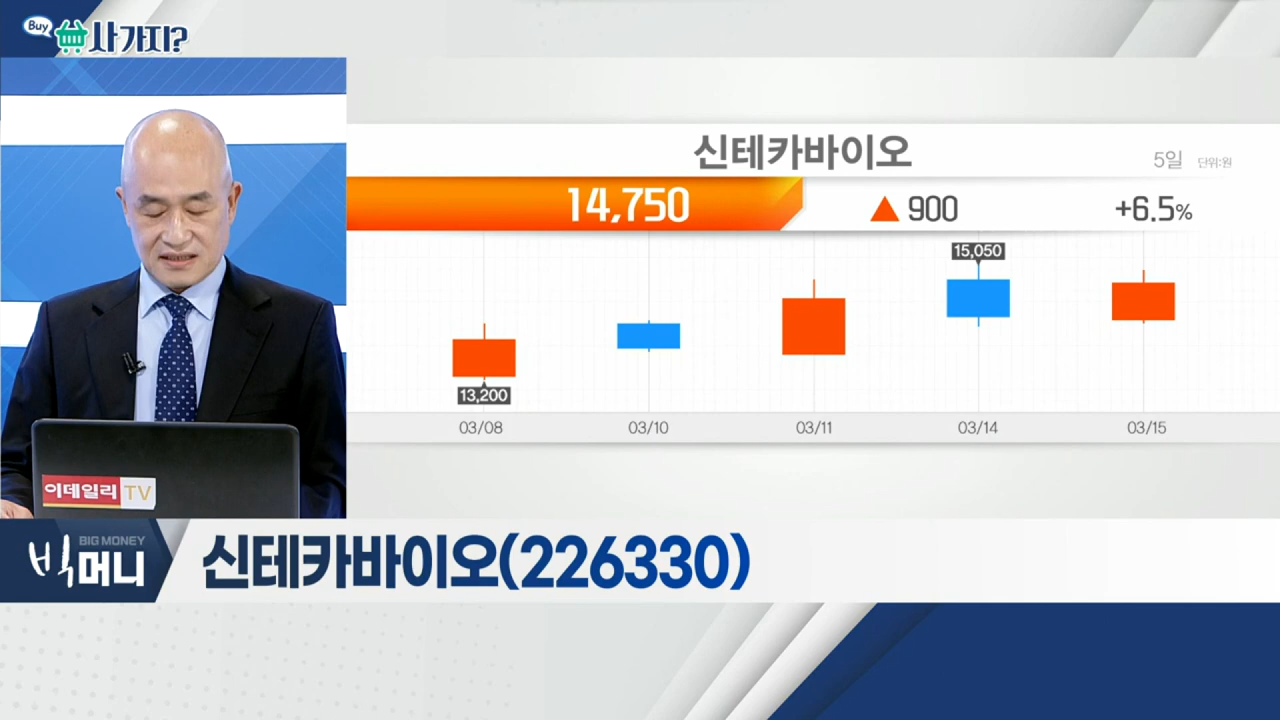 Buy 사가지?
신테카바이오
5일 단위:원
14,750 ▲ 900 +6.5%
15,050
13,200
03/08 03/10 03/11 03/14 03/15
이데일리 TV
BIG MONEY
빅머니
신테카바이오(226330)